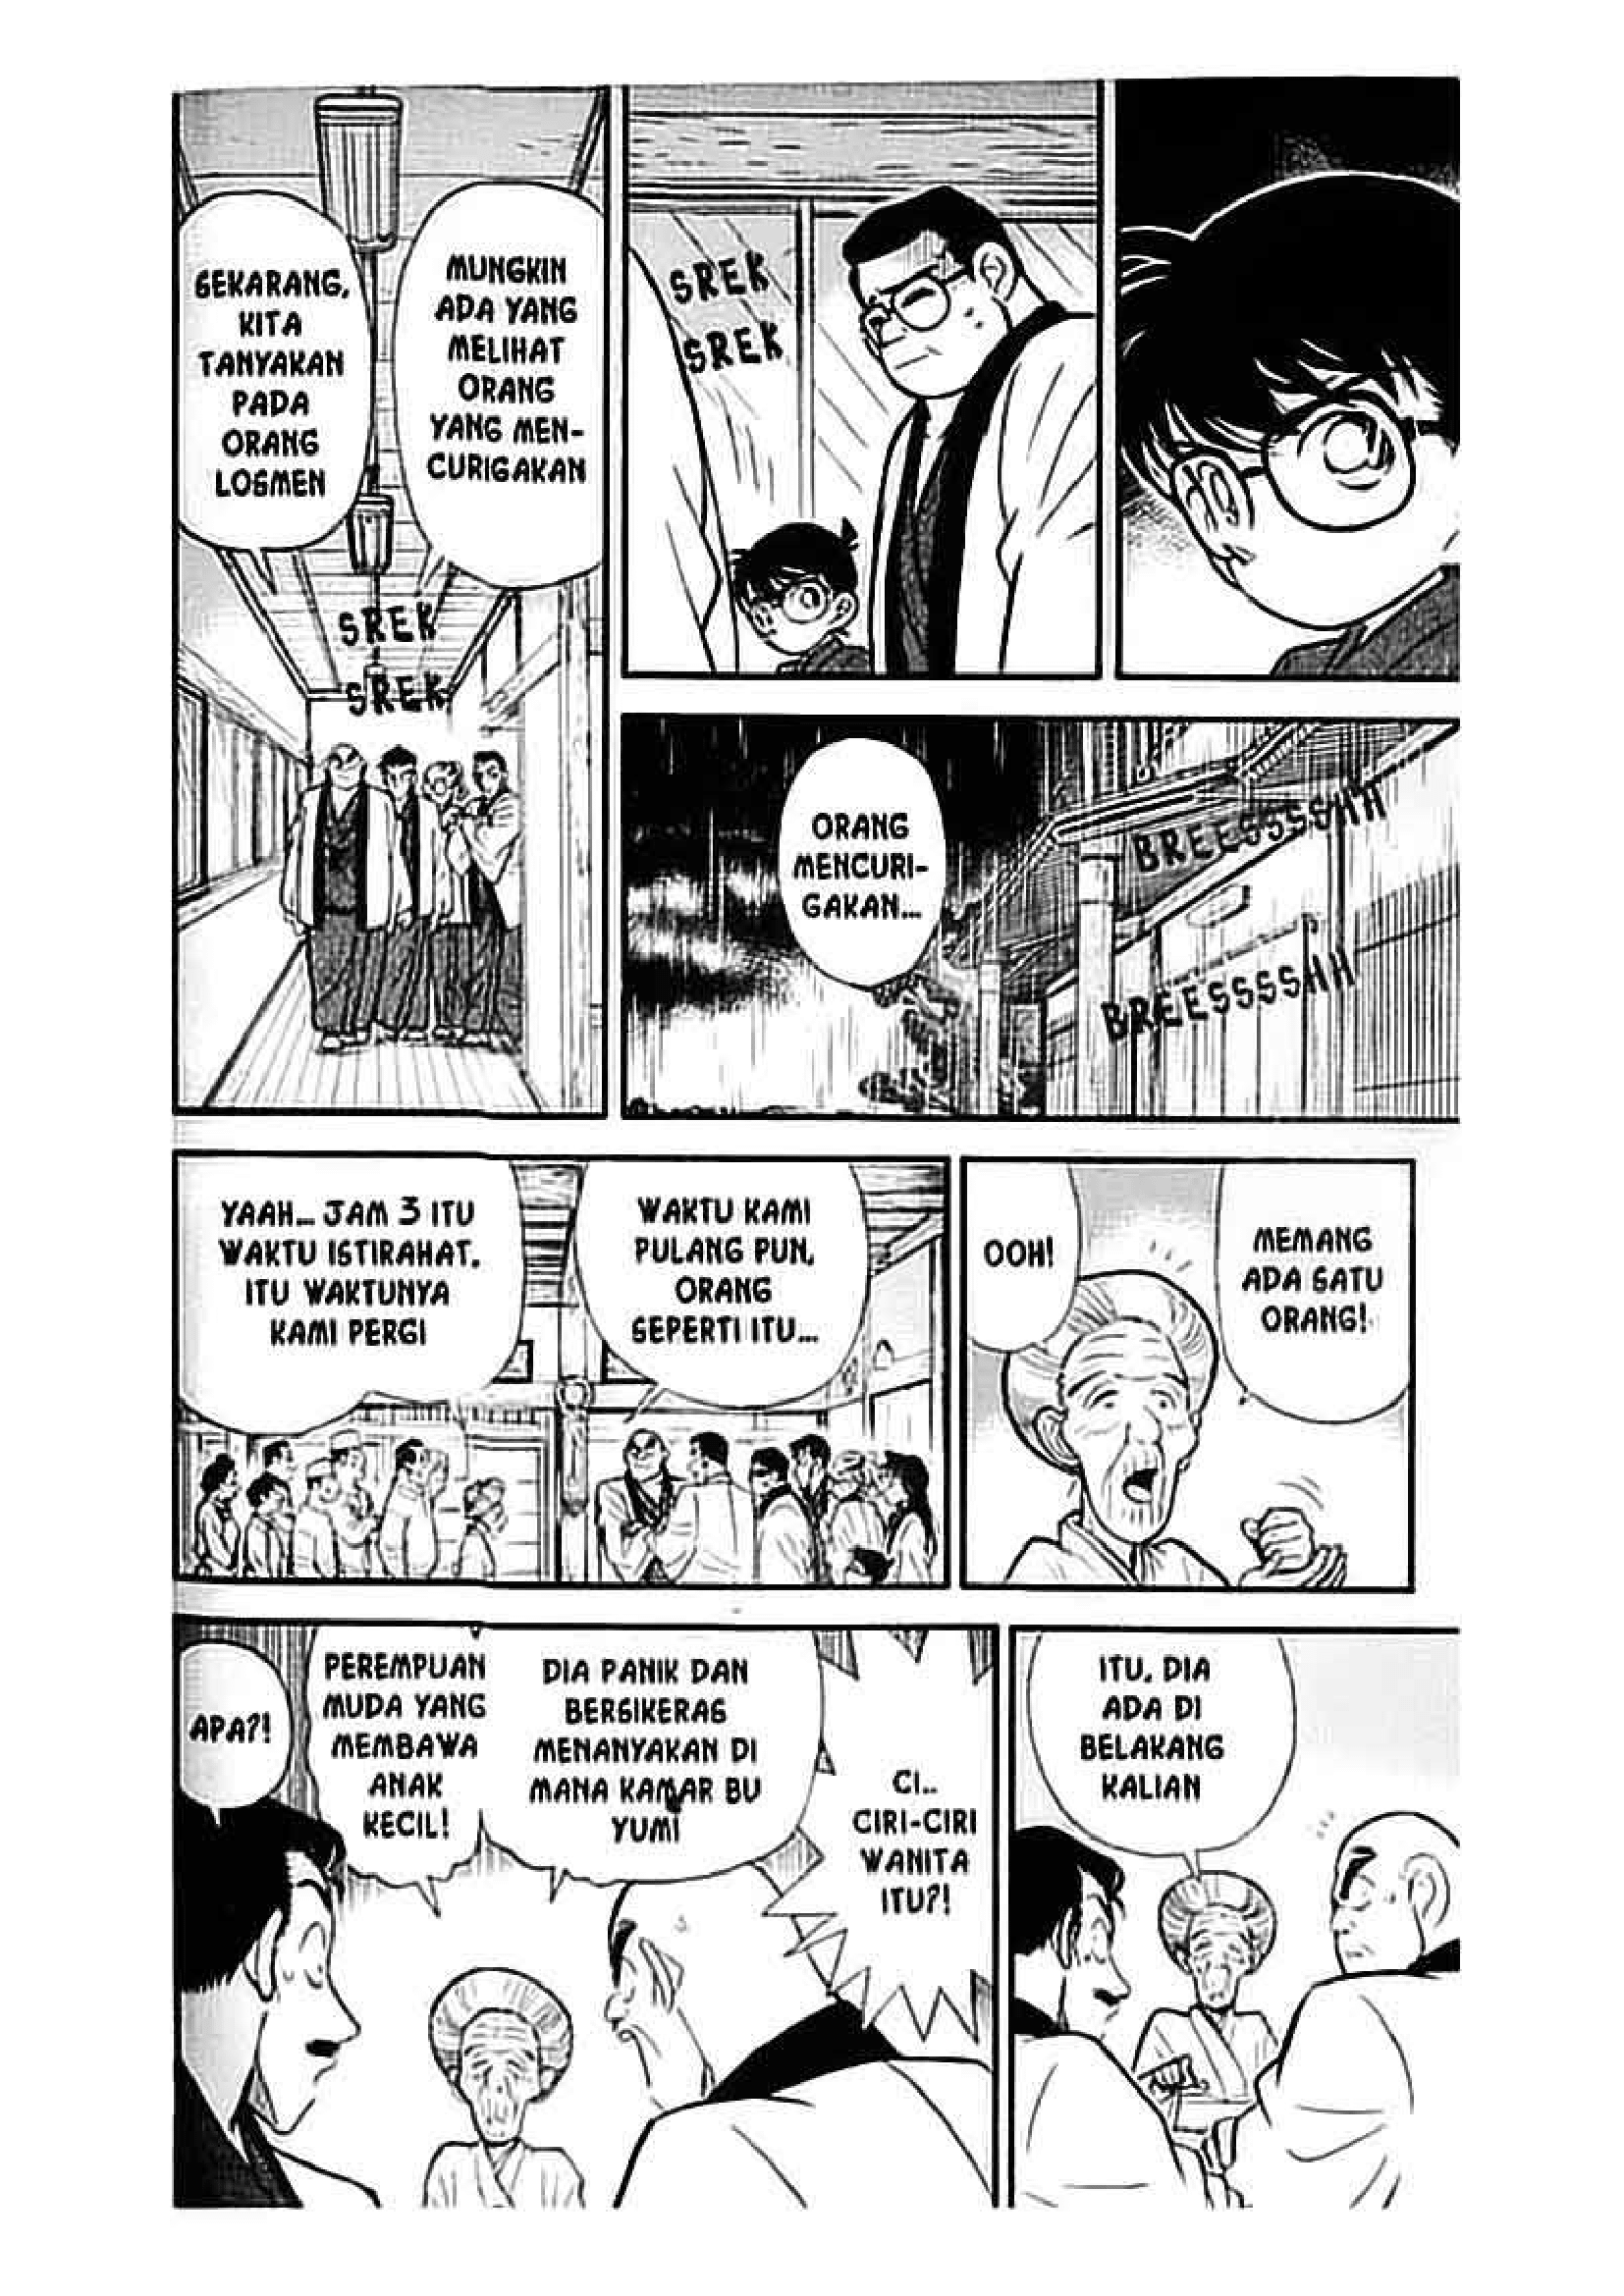 SEKARANG,
KITA
TANYAKAN
PADA
ORANG
LOSMEN
MUNGKIN
ADA YANG
MELIHAT
ORANG
YANG MEN-
CURIGAKAN
SREK
SREK
SREK
SREK
ORANG
MENCURI-
GAKAN...
BREESSSSSHH
BREESSSSSHH
YAAH... JAM 3 ITU
WAKTU ISTIRAHAT,
ITU WAKTUNYA
KAMI PERGI
WAKTU KAMI
PULANG PUN,
ORANG
SEPERTI ITU...
OOH!
MEMANG
ADA SATU
ORANG!
APA?!
PEREMPUAN
MUDA YANG
MEMBAWA
ANAK
KECIL!
DIA PANIK DAN
BERSIKERAS
MENANYAKAN DI
MANA KAMAR BU
YUMI
CI..
CIRI-CIRI
WANITA
ITU?!
ITU, DIA
ADA DI
BELAKANG
KALIAN